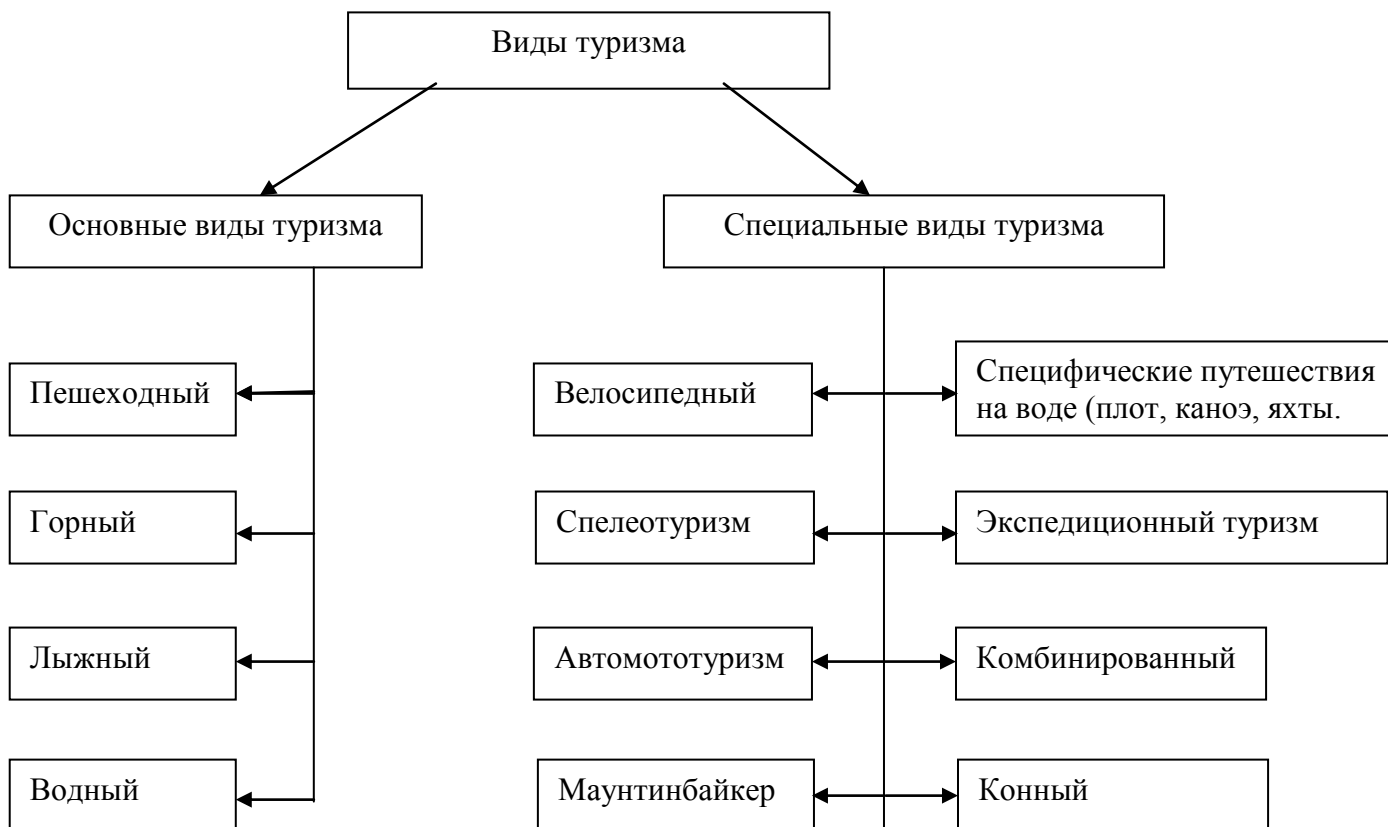 Виды туризма
Основные виды туризма
Специальные виды туризма
Пешеходный
Велосипедный
Специфические путешествия
на воде (плот, каноэ, яхты.
Горный
Спелеотуризм
Экспедиционный туризм
Лыжный
Автомототуризм
Комбинированный
Водный
Маунтинбайкер
Конный